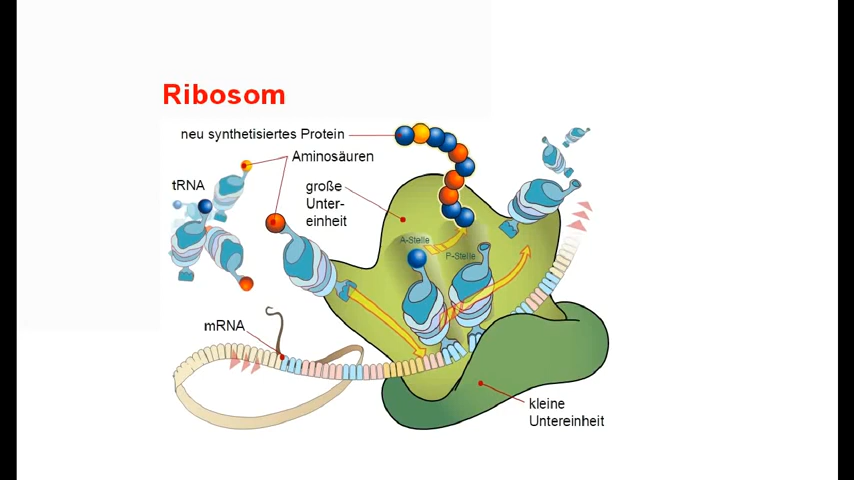 Ribosom
neu synthetisiertes Protein
Aminosäuren
tRNA
große
Unter-
einheit
A-Stelle
P-Stelle
mRNA
kleine
Untereinheit